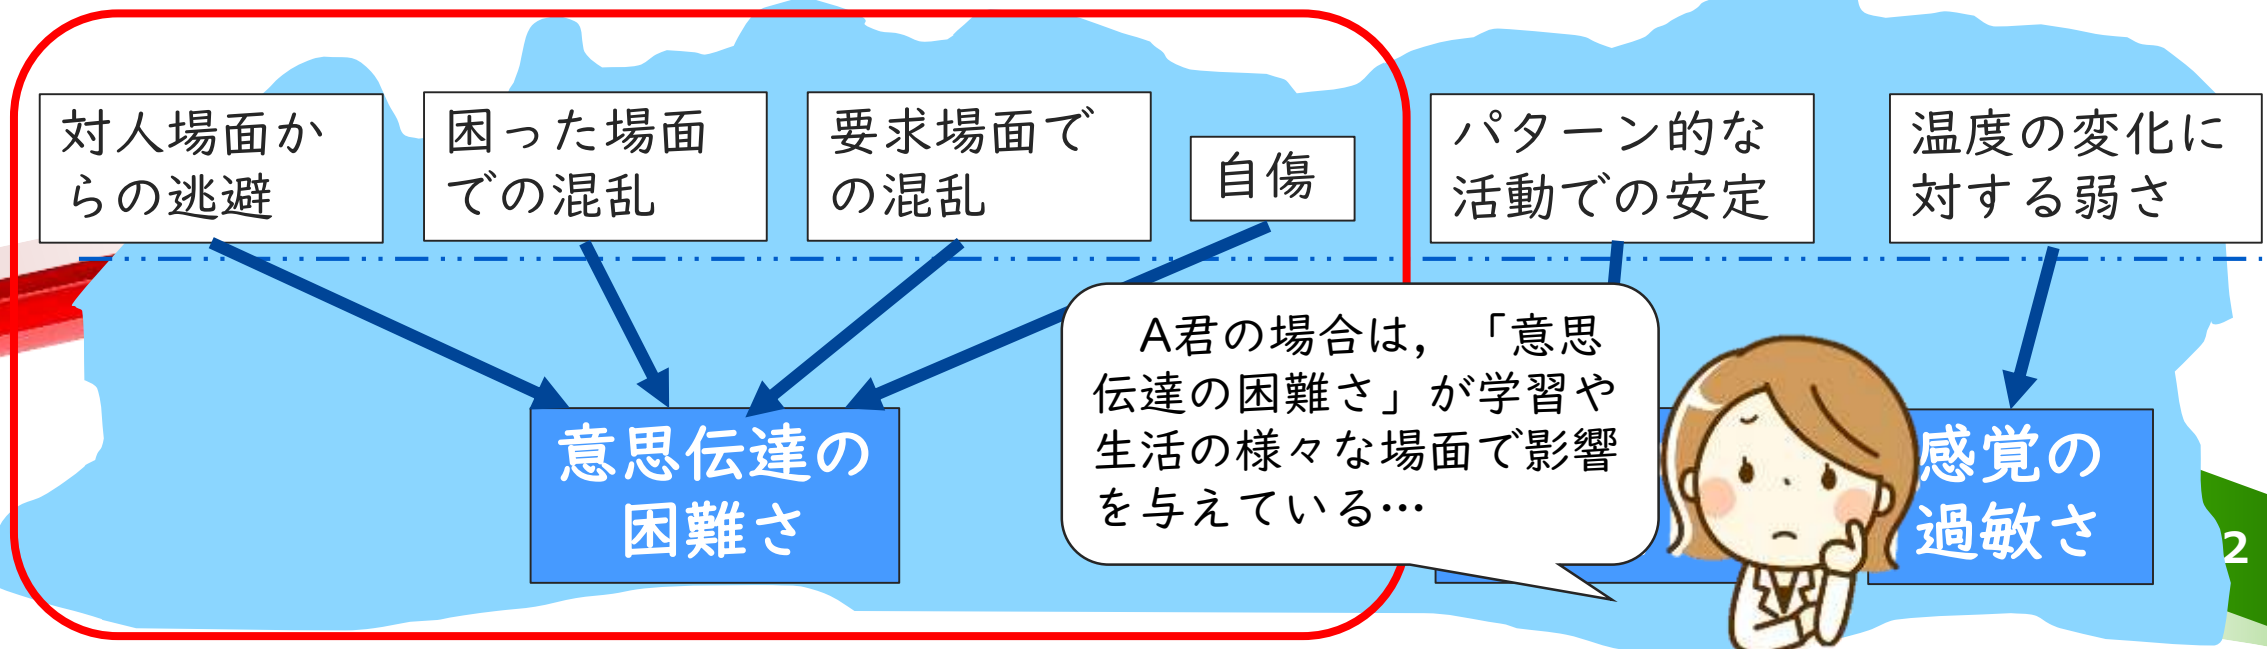 対人場面か
らの逃避
困った場面
での混乱
要求場面で
の混乱
自傷
パターン的な
活動での安定
温度の変化に
対する弱さ
A君の場合は，「意思
伝達の困難さ」が学習や
生活の様々な場面で影響
を与えている…
意思伝達の
困難さ
感覚の
過敏さ
2